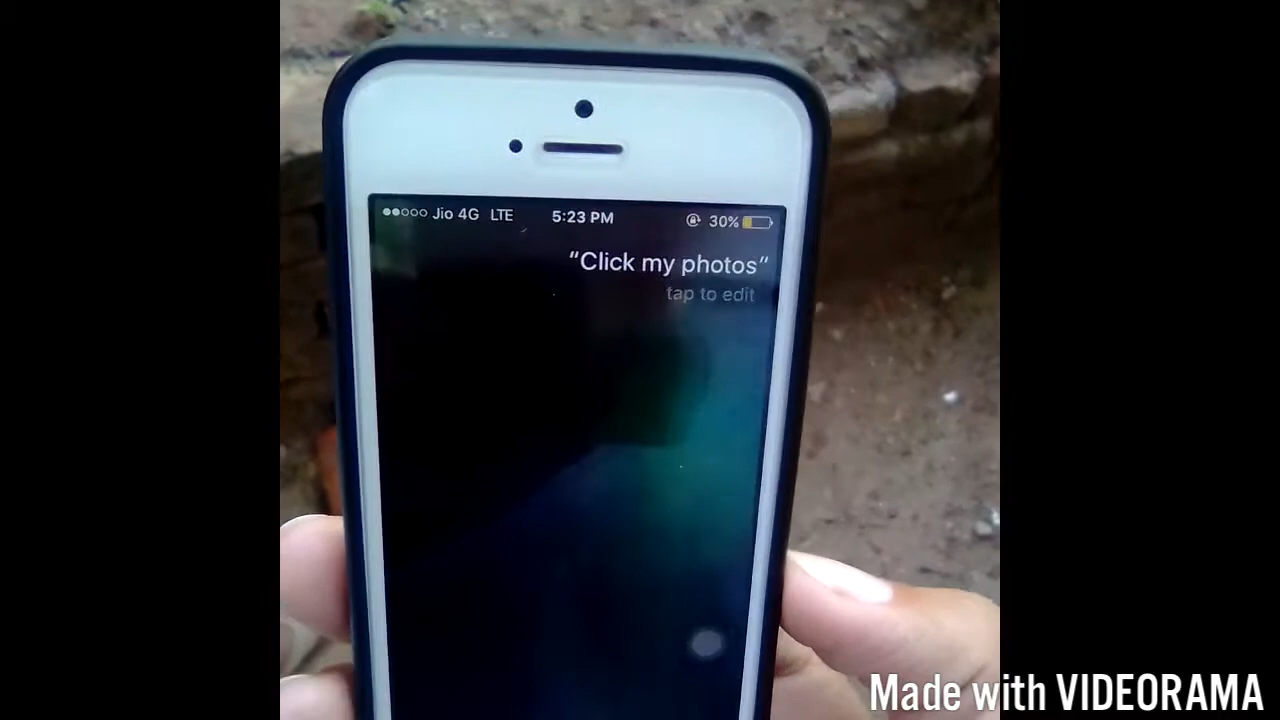 Jio 4G LTE 5:23 PM 30%
“Click my photos“
tap to edit
Made with VIDEORAMA